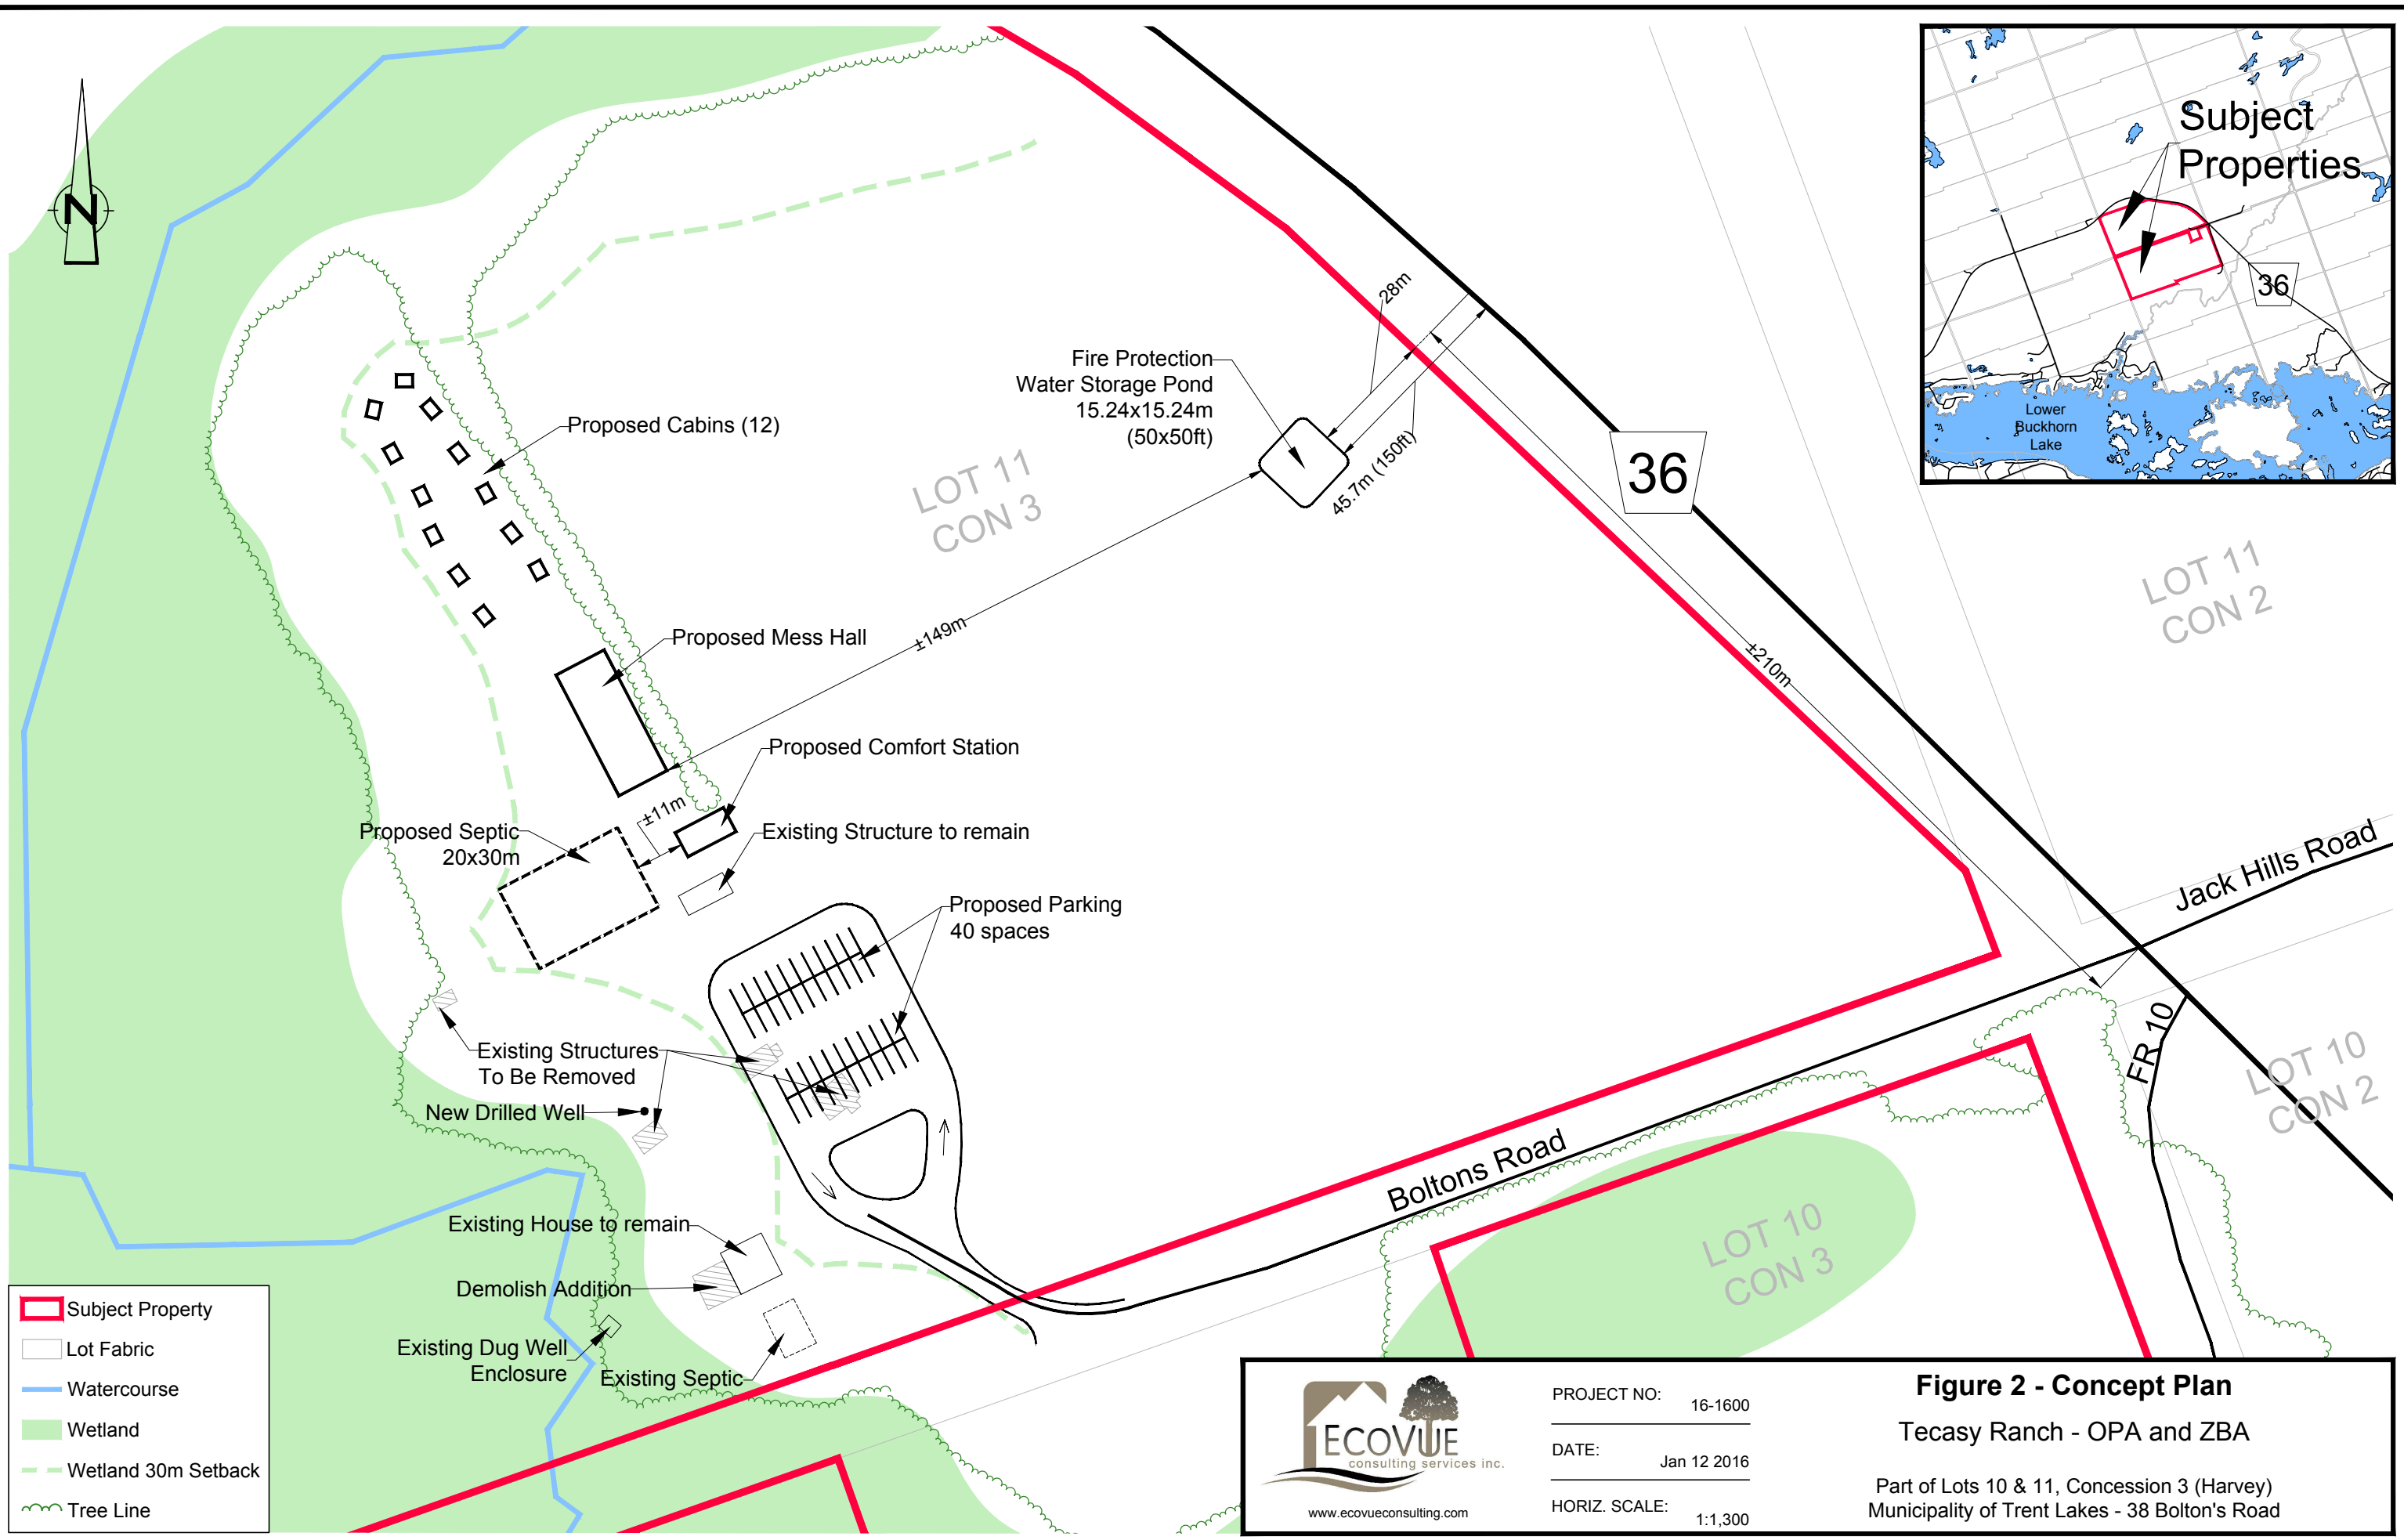 N
Subject
Properties
36
Lower
Buckhorn
Lake
28m
Fire Protection
Water Storage Pond
15.24x15.24m
(50x50ft)
45.7m (150ft)
36
Proposed Cabins (12)
LOT 11
CON 3
LOT 11
CON 2
Proposed Mess Hall
±149m
±210m
Proposed Comfort Station
±11m
Proposed Septic
20x30m
Existing Structure to remain
Jack Hills Road
Proposed Parking
40 spaces
FR 10
LOT 10
CON 2
Existing Structures
To Be Removed
New Drilled Well
Boltons Road
LOT 10
CON 3
Existing House to remain
Demolish Addition
Existing Dug Well
Enclosure
Existing Septic
Subject Property
Lot Fabric
Watercourse
Wetland
Wetland 30m Setback
Tree Line
ECOVUE
consulting services inc.
www.ecovueconsulting.com
PROJECT NO: 16-1600
DATE: Jan 12 2016
HORIZ. SCALE: 1:1,300
Figure 2 - Concept Plan
Tecasy Ranch - OPA and ZBA
Part of Lots 10 & 11, Concession 3 (Harvey)
Municipality of Trent Lakes - 38 Bolton's Road